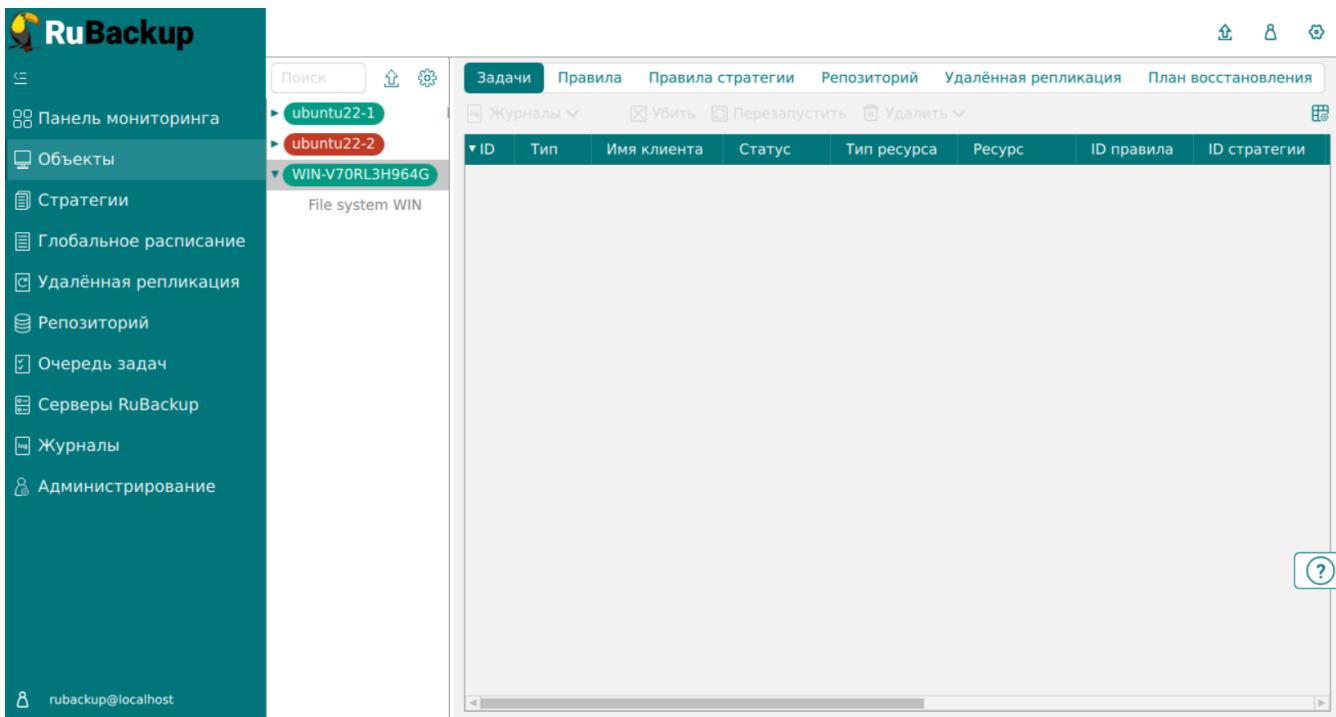 RuBackup
Панель мониторинга
Объекты
Стратегии
Глобальное расписание
Удалённая репликация
Репозиторий
Очередь задач
Серверы RuBackup
Журналы
Администрирование
rubackup@localhost
Поиск
ubuntu22-1
ubuntu22-2
WIN-V70RL3H964G
File system WIN
Задачи Правила Правила стратегии Репозиторий Удалённая репликация План восстановления
Журналы Убить Перезапустить Удалить
ID Тип Имя клиента Статус Тип ресурса Ресурс ID правила ID стратегии
?